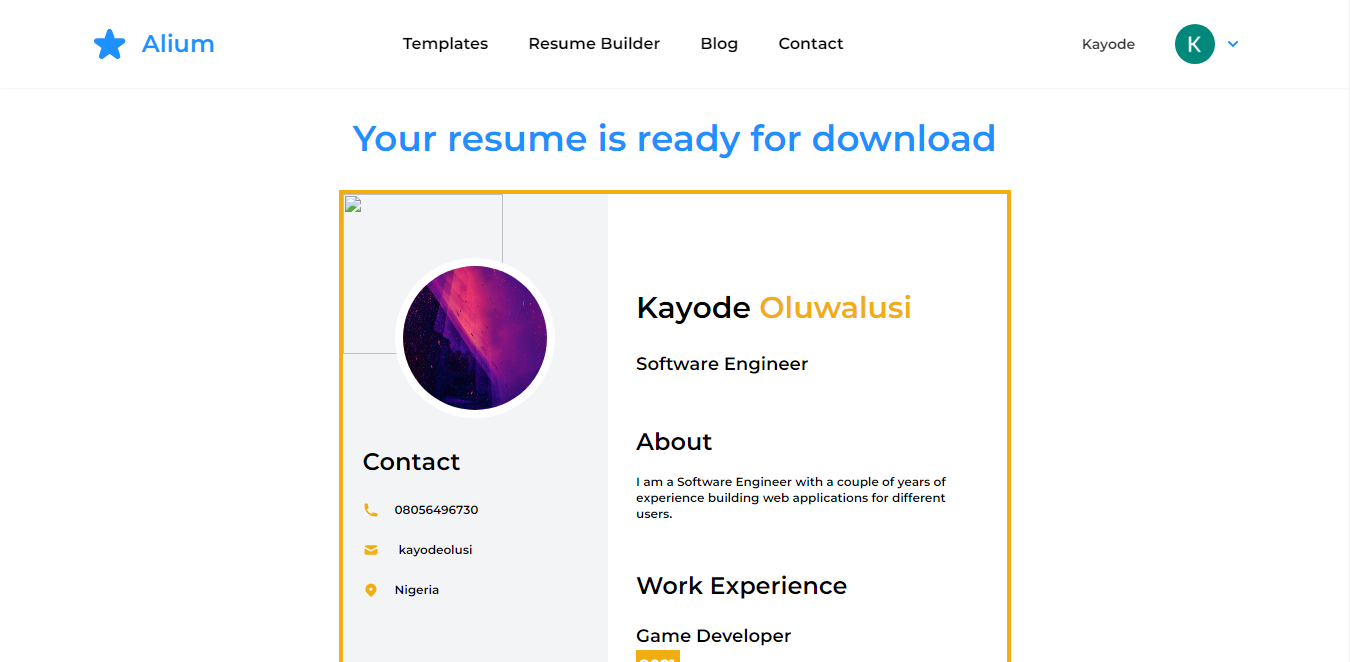 Alium
Templates
Resume Builder
Blog
Contact
Kayode
K
Your resume is ready for download
Contact
08056496730
kayodeolusi
Nigeria
Kayode Oluwalusi
Software Engineer
About
I am a Software Engineer with a couple of years of
experience building web applications for different
users.
Work Experience
Game Developer